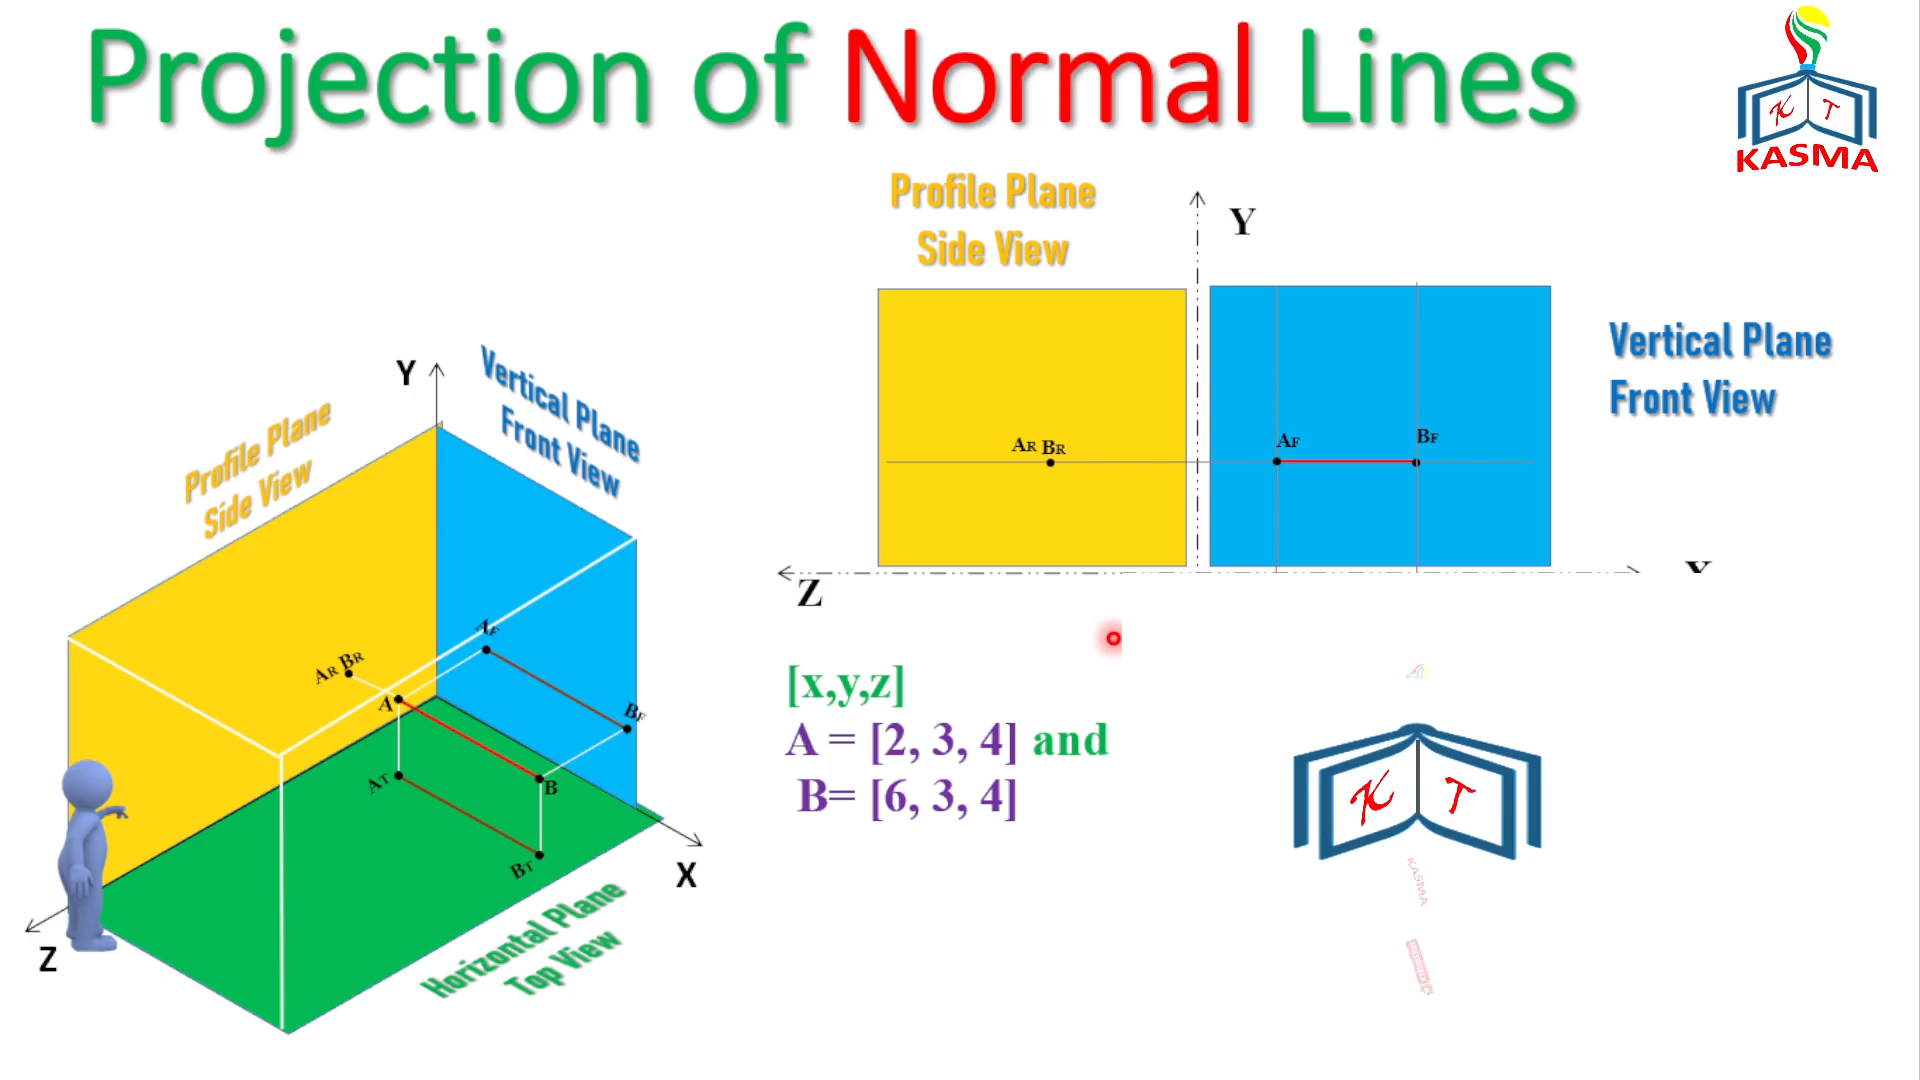 Projection of Normal Lines
K T
KASMA
Profile Plane
Side View
Y
Vertical Plane
Front View
AR BR
AF
BF
Z
X
Y
Vertical Plane
Front View
Profile Plane
Side View
AF
AR BR
A
BF
AT
B
BT
X
Z
Horizontal Plane
Top View
[x,y,z]
A = [2, 3, 4] and
B= [6, 3, 4]
K T
KASMA